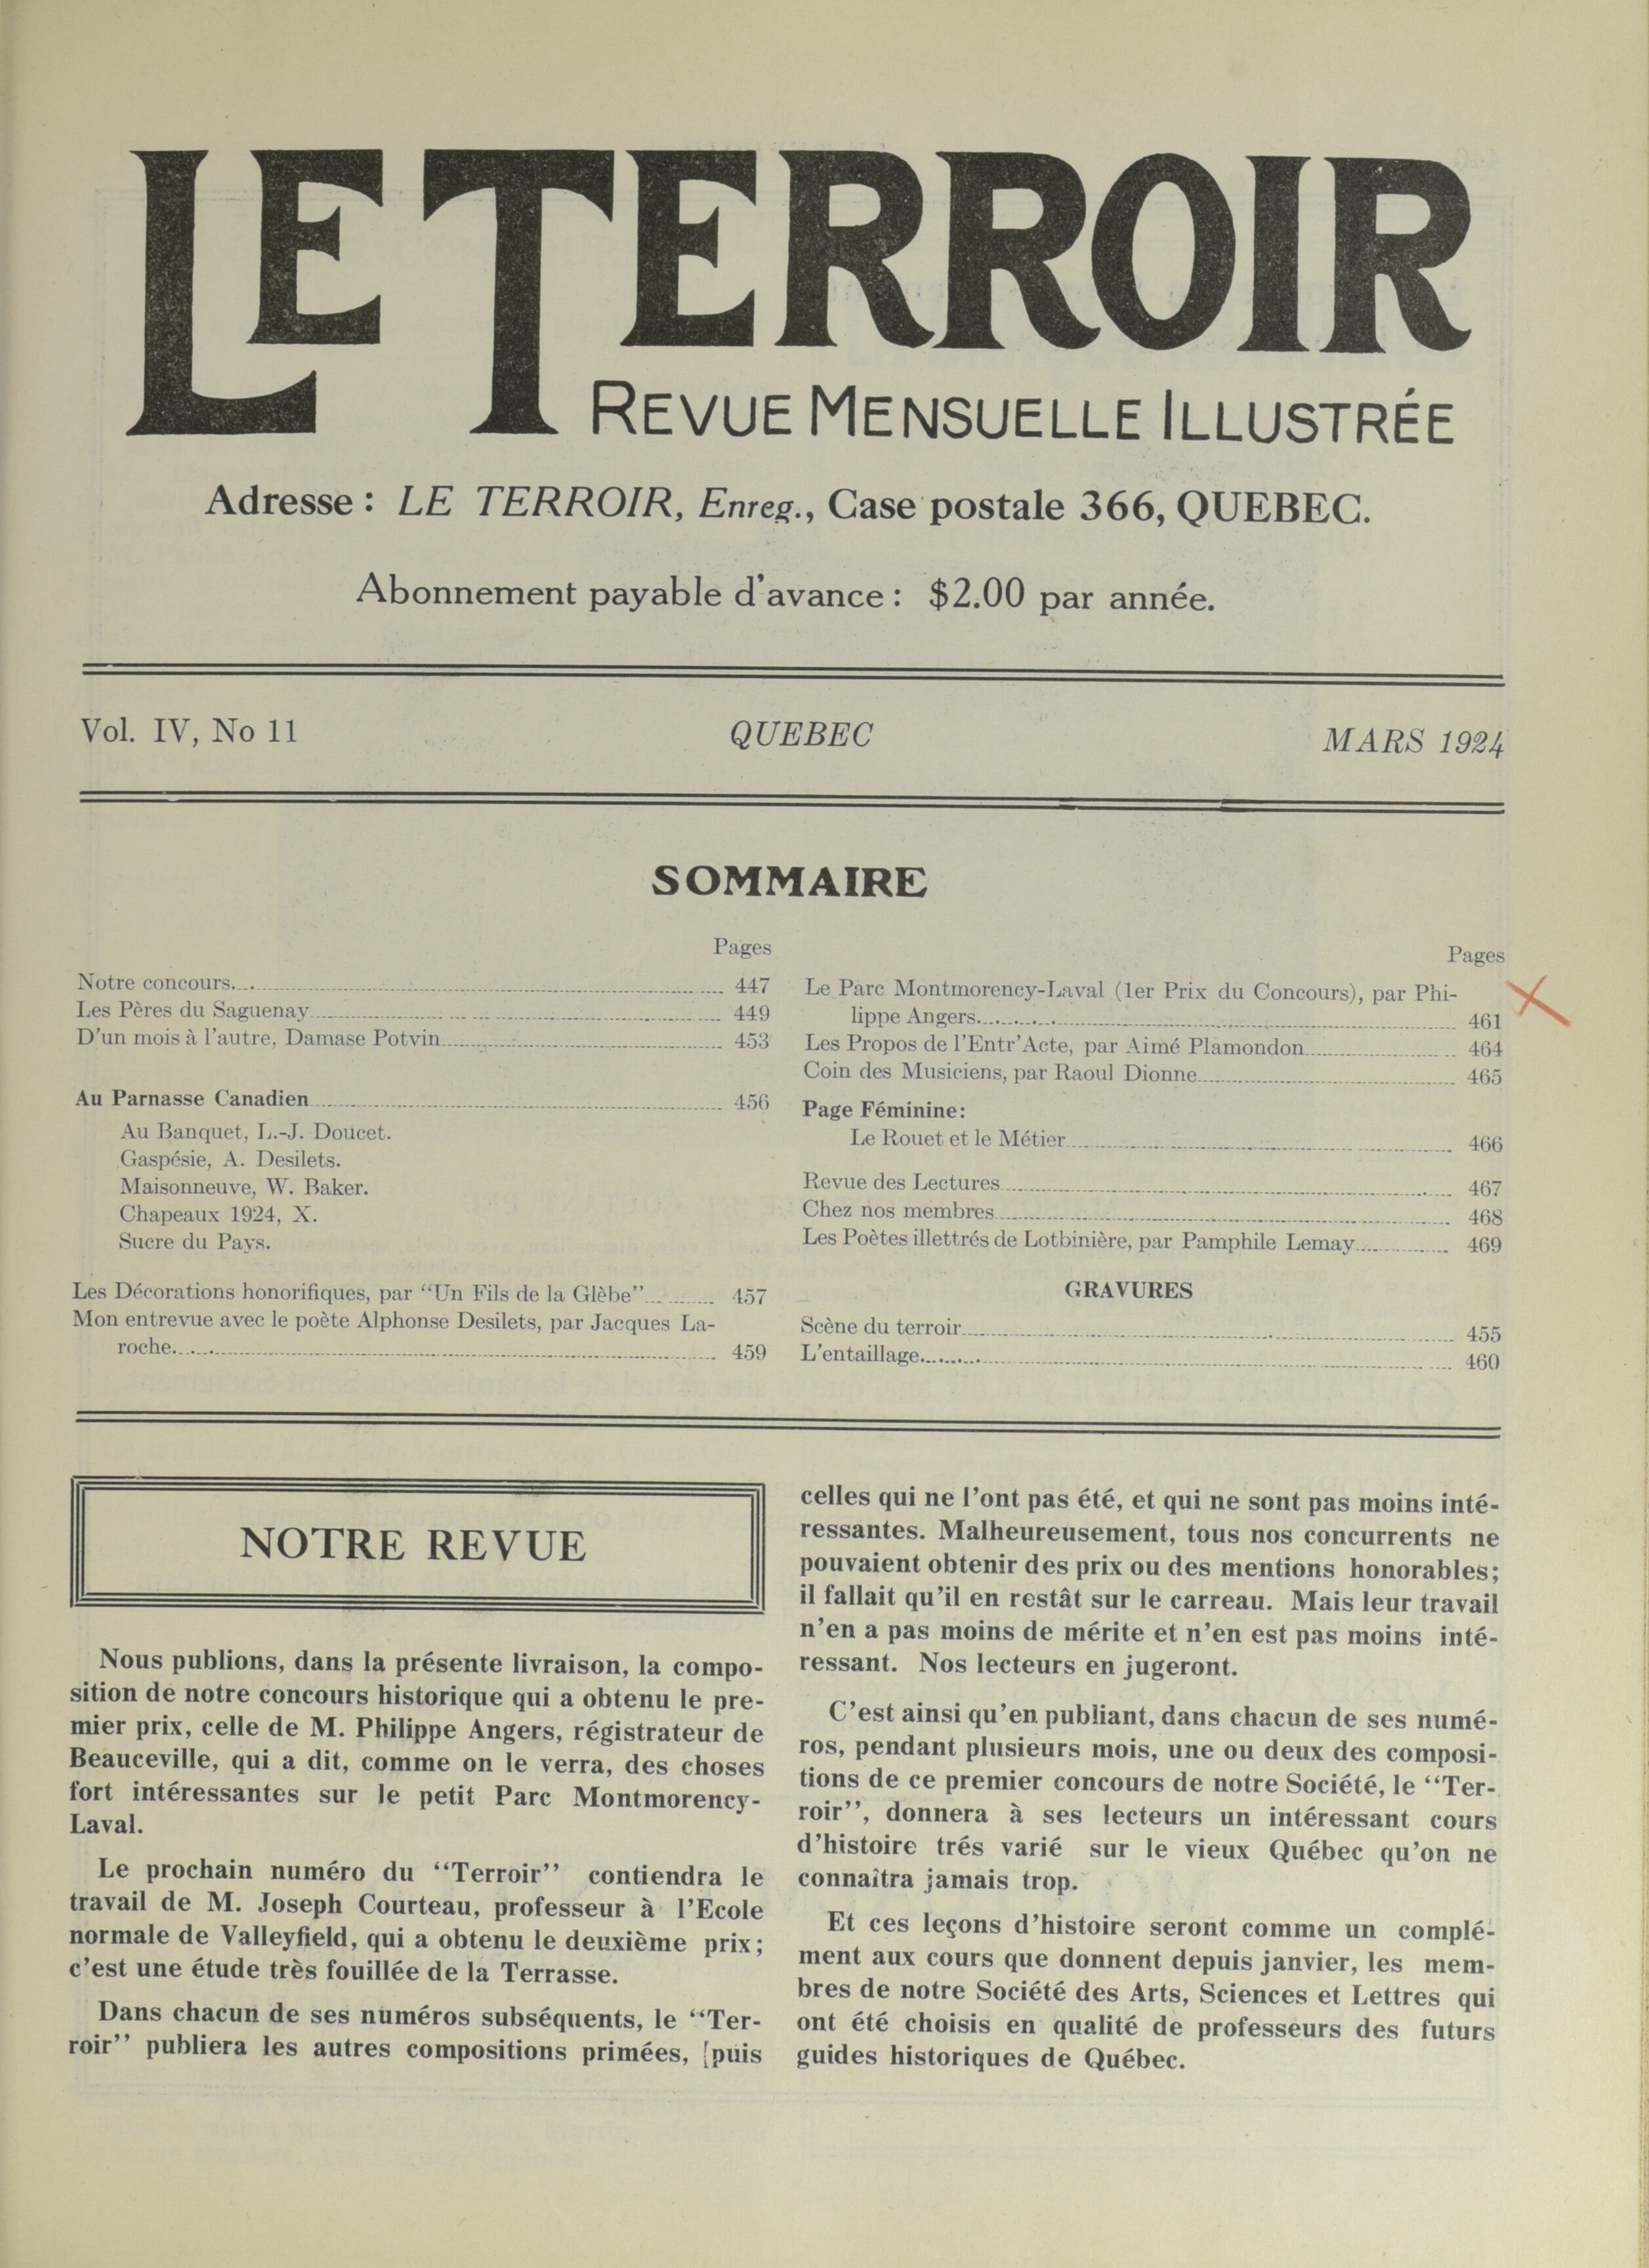 LE TERROIR
REVUE MENSUELLE ILLUSTRÉE
Adresse : LE TERROIR, Enreg., Case postale 366, QUEBEC.
Abonnement payable d'avance : $2.00 par année.
Vol. IV, No 11 QUEBEC MARS 1924
SOMMAIRE
Pages
Notre concours.... 447
Les Pères du Saguenay.... 449
D'un mois à l'autre, Damase Potvin.... 453
Au Parnasse Canadien.... 456
Au Banquet, L.-J. Doucet.
Gaspésie, A. Desilets.
Maisonneuve, W. Baker.
Chapeaux 1924, X.
Sucre du Pays.
Les Décorations honorifiques, par “Un Fils de la Glèbe”.... 457
Mon entrevue avec le poète Alphonse Desilets, par Jacques La-
roche.... 459
Pages
Le Parc Montmorency-Laval (1er Prix du Concours), par Phi-
lippe Angers.... 461
Les Propos de l'Entr'Acte, par Aimé Plamondon.... 464
Coin des Musiciens, par Raoul Dionne.... 465
Page Féminine:
Le Rouet et le Métier.... 466
Revue des Lectures.... 467
Chez nos membres.... 468
Les Poètes illettrés de Lotbinière, par Pamphile Lemay.... 469
GRAVURES
Scène du terroir.... 455
L'entaillage.... 460
NOTRE REVUE
Nous publions, dans la présente livraison, la compo-
sition de notre concours historique qui a obtenu le pre-
mier prix, celle de M. Philippe Angers, régistrateur de
Beauceville, qui a dit, comme on le verra, des choses
fort intéressantes sur le petit Parc Montmorency-
Laval.
Le prochain numéro du “Terroir” contiendra le
travail de M. Joseph Courteau, professeur à l'Ecole
normale de Valleyfield, qui a obtenu le deuxième prix;
c'est une étude très fouillée de la Terrasse.
Dans chacun de ses numéros subséquents, le “Ter-
roir” publiera les autres compositions primées, [puis
celles qui ne l'ont pas été, et qui ne sont pas moins inté-
ressantes. Malheureusement, tous nos concurrents ne
pouvaient obtenir des prix ou des mentions honorables;
il fallait qu'il en restât sur le carreau. Mais leur travail
n'en a pas moins de mérite et n'en est pas moins inté-
ressant. Nos lecteurs en jugeront.
C'est ainsi qu'en publiant, dans chacun de ses numé-
ros, pendant plusieurs mois, une ou deux des composi-
tions de ce premier concours de notre Société, le “Ter-
roir”, donnera à ses lecteurs un intéressant cours
d'histoire trés varié sur le vieux Québec qu'on ne
connaîtra jamais trop.
Et ces leçons d'histoire seront comme un complé-
ment aux cours que donnent depuis janvier, les mem-
bres de notre Société des Arts, Sciences et Lettres qui
ont été choisis en qualité de professeurs des futurs
guides historiques de Québec.